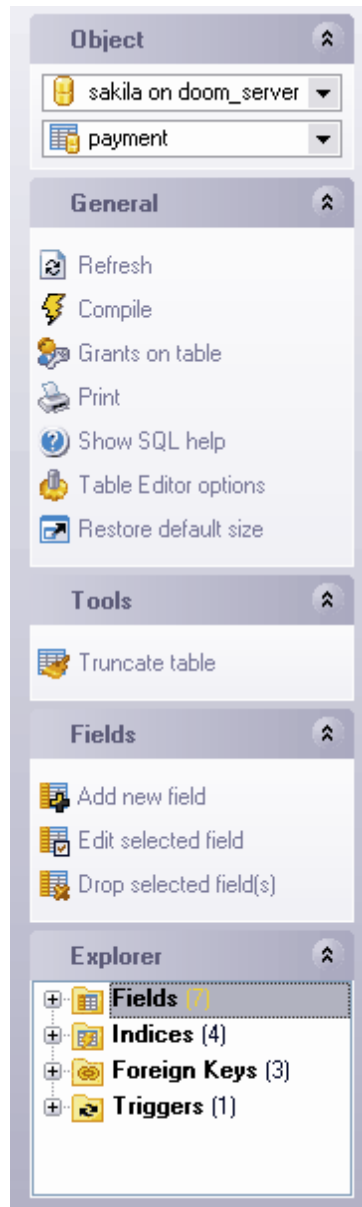 Object
sakila on doom_server
payment
General
Refresh
Compile
Grants on table
Print
Show SQL help
Table Editor options
Restore default size
Tools
Truncate table
Fields
Add new field
Edit selected field
Drop selected field(s)
Explorer
Fields (7)
Indices (4)
Foreign Keys (3)
Triggers (1)